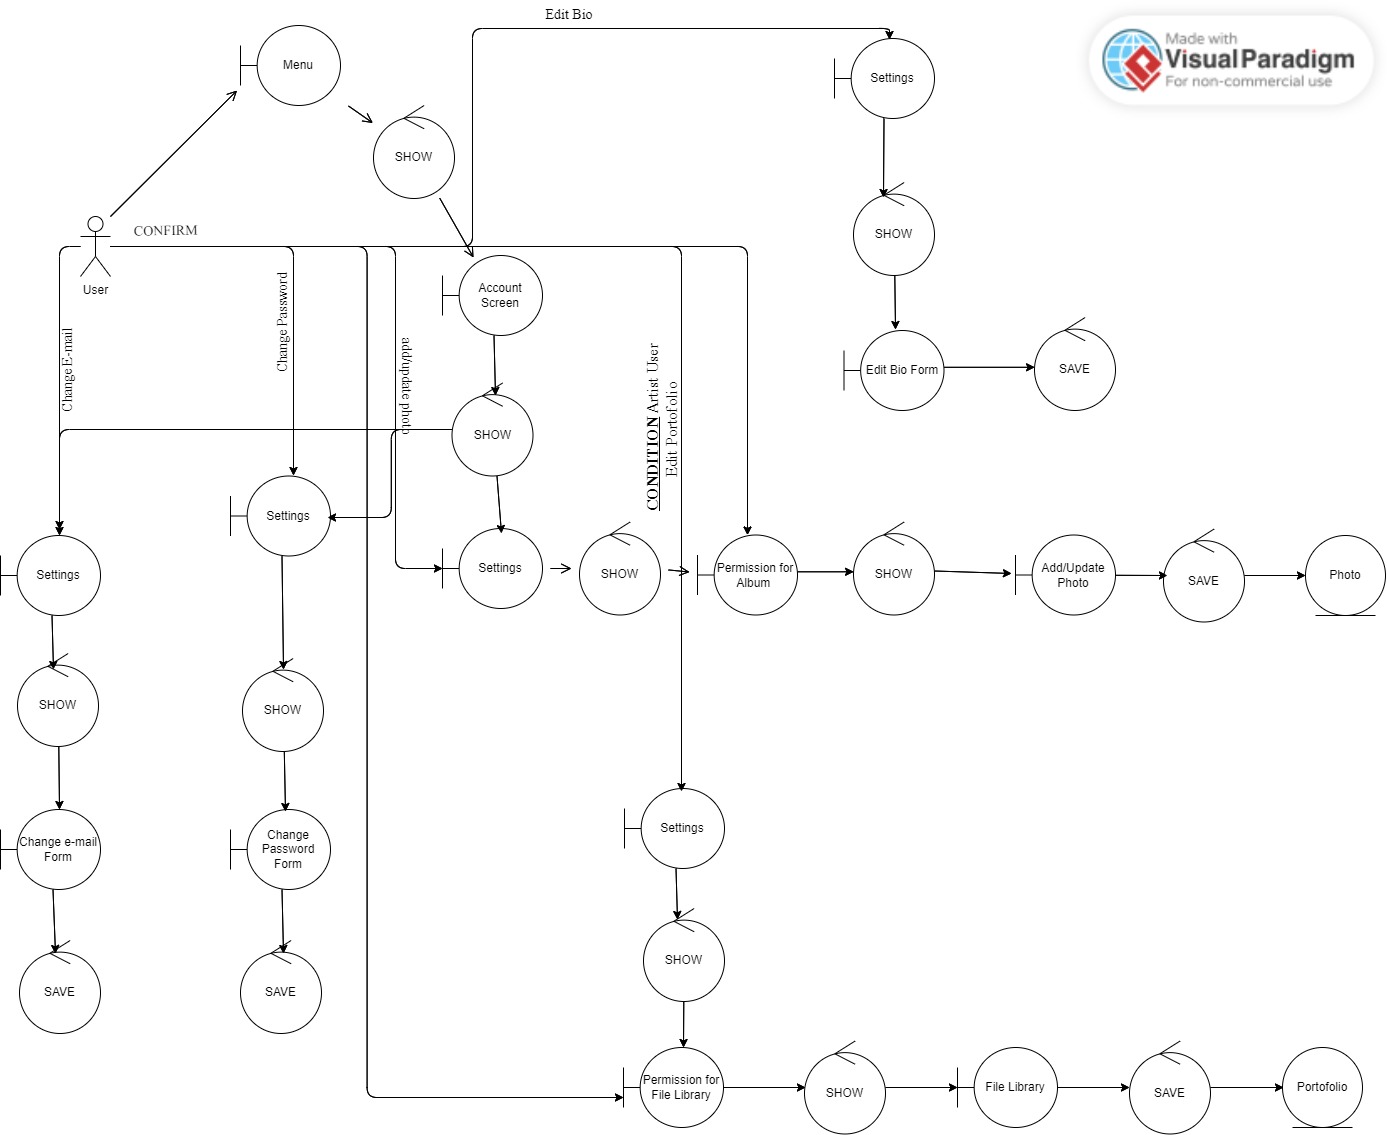 Edit Bio
Made with
Visual Paradigm
For non-commercial use
Menu
Settings
SHOW
CONFIRM
SHOW
User
Account
Screen
Change E-mail
Change Password
add/update photo
CONDITION Artist User
Edit Portofolio
Edit Bio Form
SAVE
SHOW
Settings
Settings
Settings
SHOW
Permission for
Album
SHOW
Add/Update
Photo
SAVE
Photo
SHOW
SHOW
Change e-mail
Form
Change
Password
Form
Settings
SAVE
SAVE
SHOW
Permission for
File Library
SHOW
File Library
SAVE
Portofolio